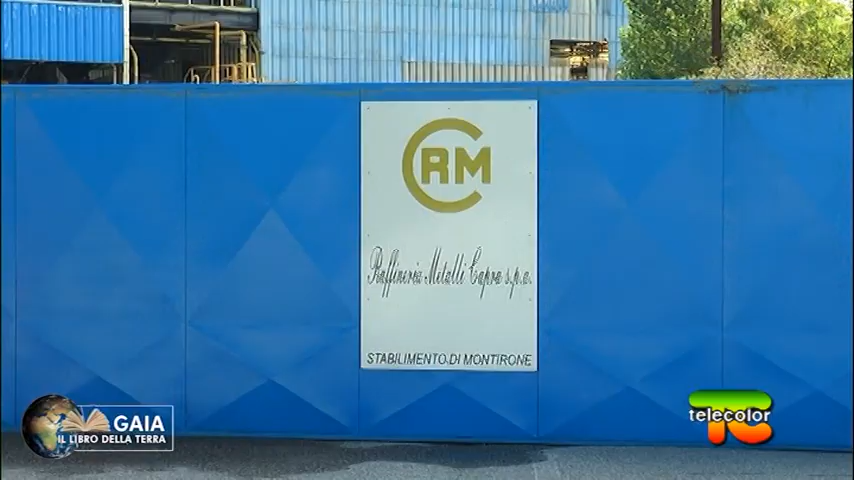 CRM
Raffineria Metalli Capra s.p.a.
STABILIMENTO DI MONTIRONE
GAIA
IL LIBRO DELLA TERRA
telecolor
TC